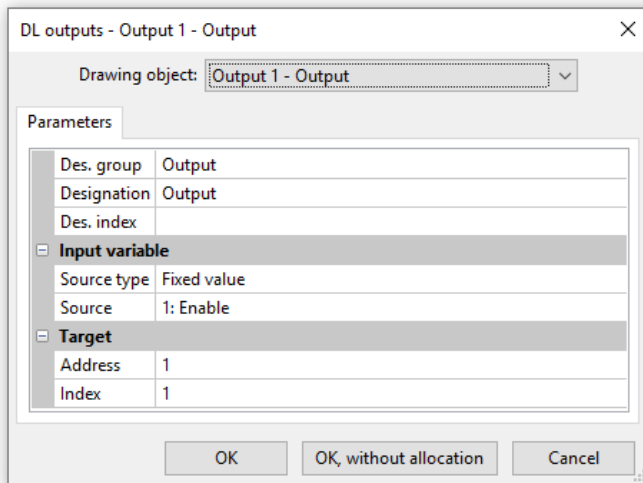 DL outputs - Output 1 - Output
Drawing object: Output 1 - Output
Parameters
Des. group Output
Designation Output
Des. index
Input variable
Source type Fixed value
Source 1: Enable
Target
Address 1
Index 1
OK OK, without allocation Cancel